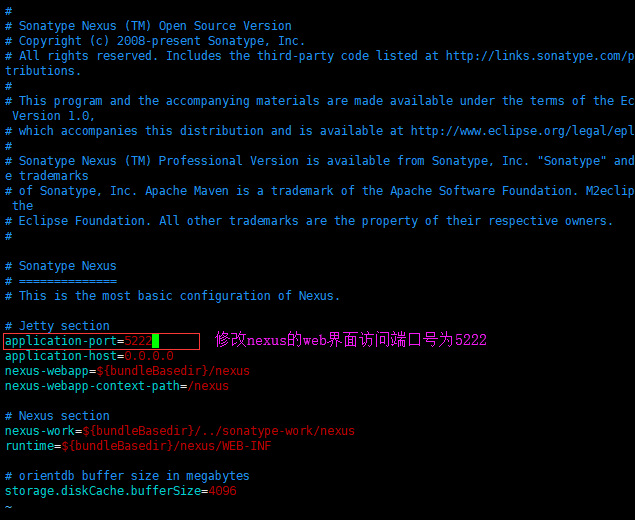 #
# Sonatype Nexus (TM) Open Source Version
# Copyright (c) 2008-present Sonatype, Inc.
# All rights reserved. Includes the third-party code listed at http://links.sonatype.com/p
tributions.
#
# This program and the accompanying materials are made available under the terms of the Ec
Version 1.0,
# which accompanies this distribution and is available at http://www.eclipse.org/legal/epl
#
# Sonatype Nexus (TM) Professional Version is available from Sonatype, Inc. "Sonatype" and
e trademarks
# of Sonatype, Inc. Apache Maven is a trademark of the Apache Software Foundation. M2eclip
the
# Eclipse Foundation. All other trademarks are the property of their respective owners.
#
# Sonatype Nexus
# ==============
# This is the most basic configuration of Nexus.
# Jetty section
application-port=5222 修改nexus的web界面访问端口号为5222
application-host=0.0.0.0
nexus-webapp=${bundleBasedir}/nexus
nexus-webapp-context-path=/nexus
# Nexus section
nexus-work=${bundleBasedir}/../sonatype-work/nexus
runtime=${bundleBasedir}/nexus/WEB-INF
# orientdb buffer size in megabytes
storage.diskCache.bufferSize=4096
~